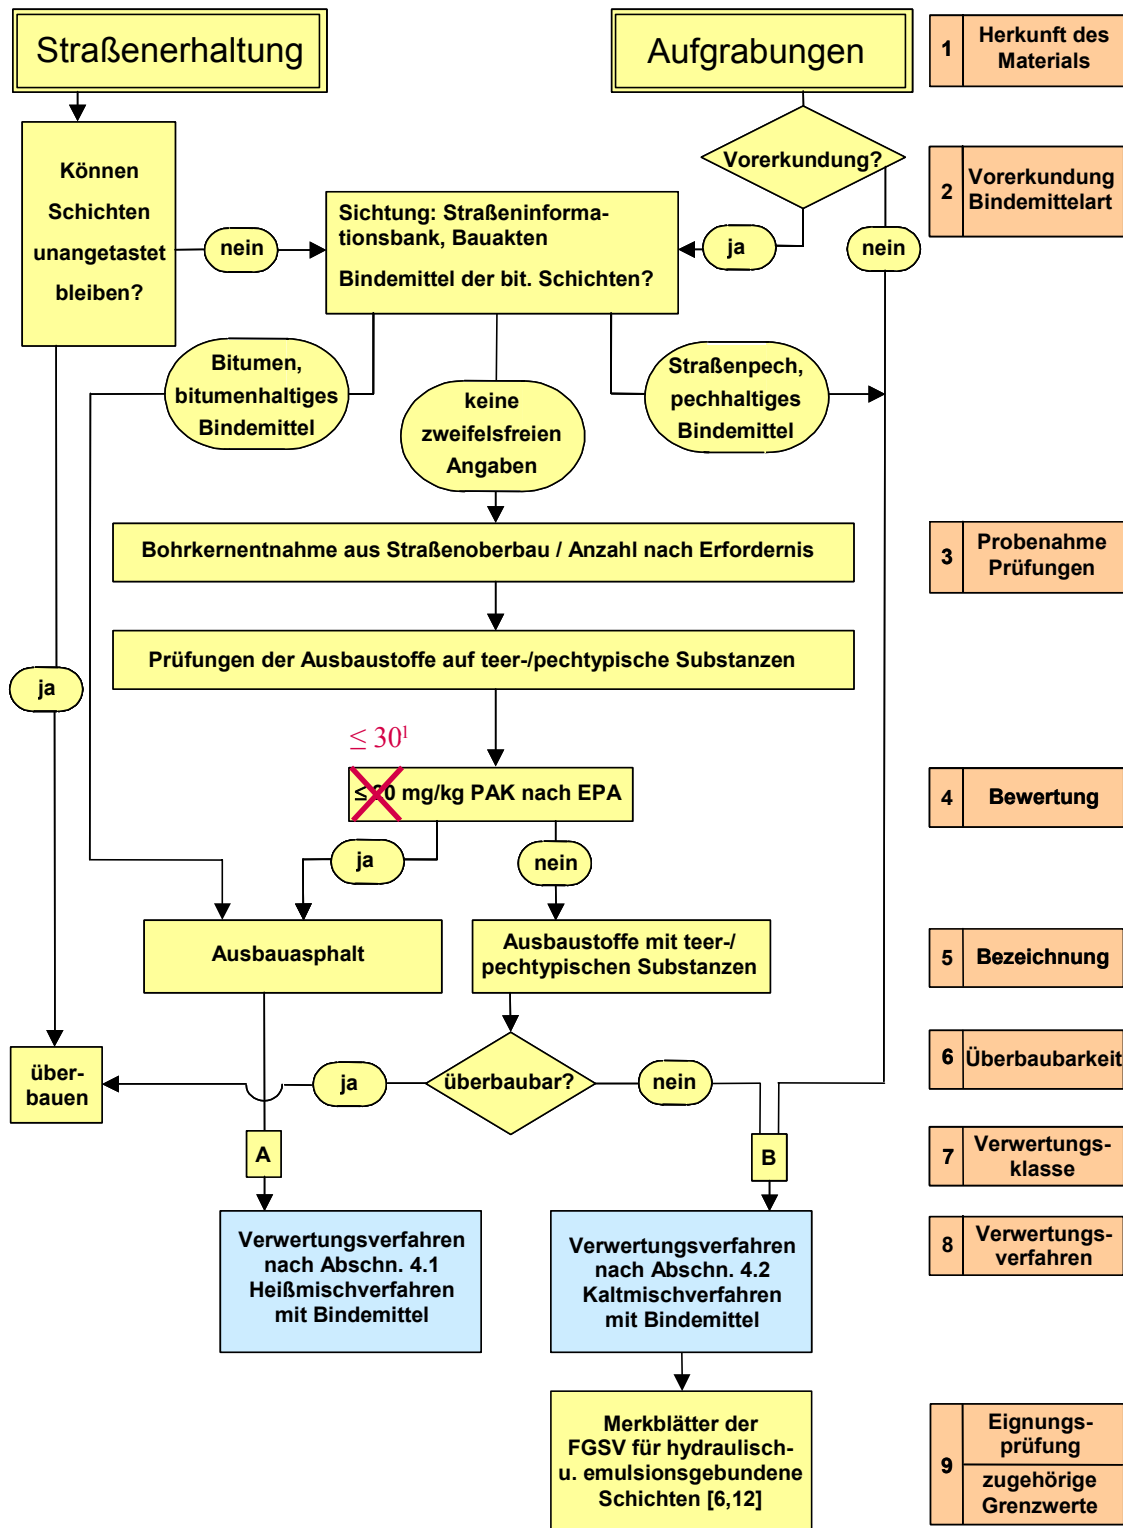 Straßenerhaltung
Aufgrabungen
1
Herkunft des
Materials
Können
Schichten
unangetastet
bleiben?
Vorerkundung?
2
Vorerkundung
Bindemittelart
nein
Sichtung: Straßeninforma-
tionsbank, Bauakten
Bindemittel der bit. Schichten?
ja
nein
Bitumen,
bitumenhaltiges
Bindemittel
keine
zweifelsfreien
Angaben
Straßenpech,
pechhaltiges
Bindemittel
Bohrkernentnahme aus Straßenoberbau / Anzahl nach Erfordernis
3
Probenahme
Prüfungen
Prüfungen der Ausbaustoffe auf teer-/pechtypische Substanzen
ja
≤ 30¹
≤ 20 mg/kg PAK nach EPA
4
Bewertung
ja
nein
Ausbauasphalt
Ausbaustoffe mit teer-/
pechtypischen Substanzen
5
Bezeichnung
über-
bauen
ja
überbaubar?
nein
6
Überbaubarkeit
A
B
7
Verwertungs-
klasse
Verwertungsverfahren
nach Abschn. 4.1
Heißmischverfahren
mit Bindemittel
Verwertungsverfahren
nach Abschn. 4.2
Kaltmischverfahren
mit Bindemittel
8
Verwertungs-
verfahren
Merkblätter der
FGSV für hydraulisch-
u. emulsionsgebundene
Schichten [6,12]
9
Eignungs-
prüfung
zugehörige
Grenzwerte